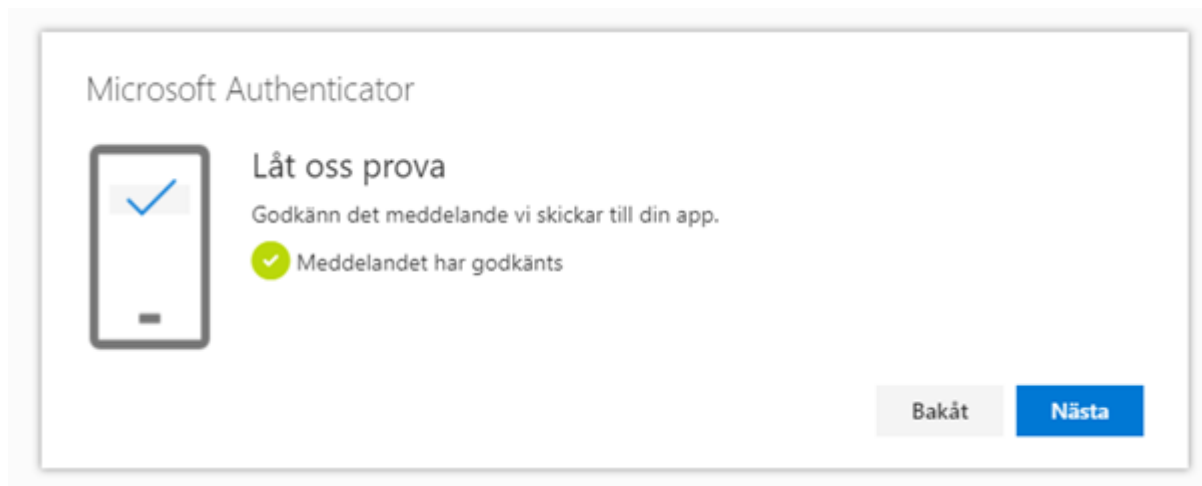 Microsoft Authenticator
Låt oss prova
Godkänn det meddelande vi skickar till din app.
Meddelandet har godkänts
Bakåt
Nästa